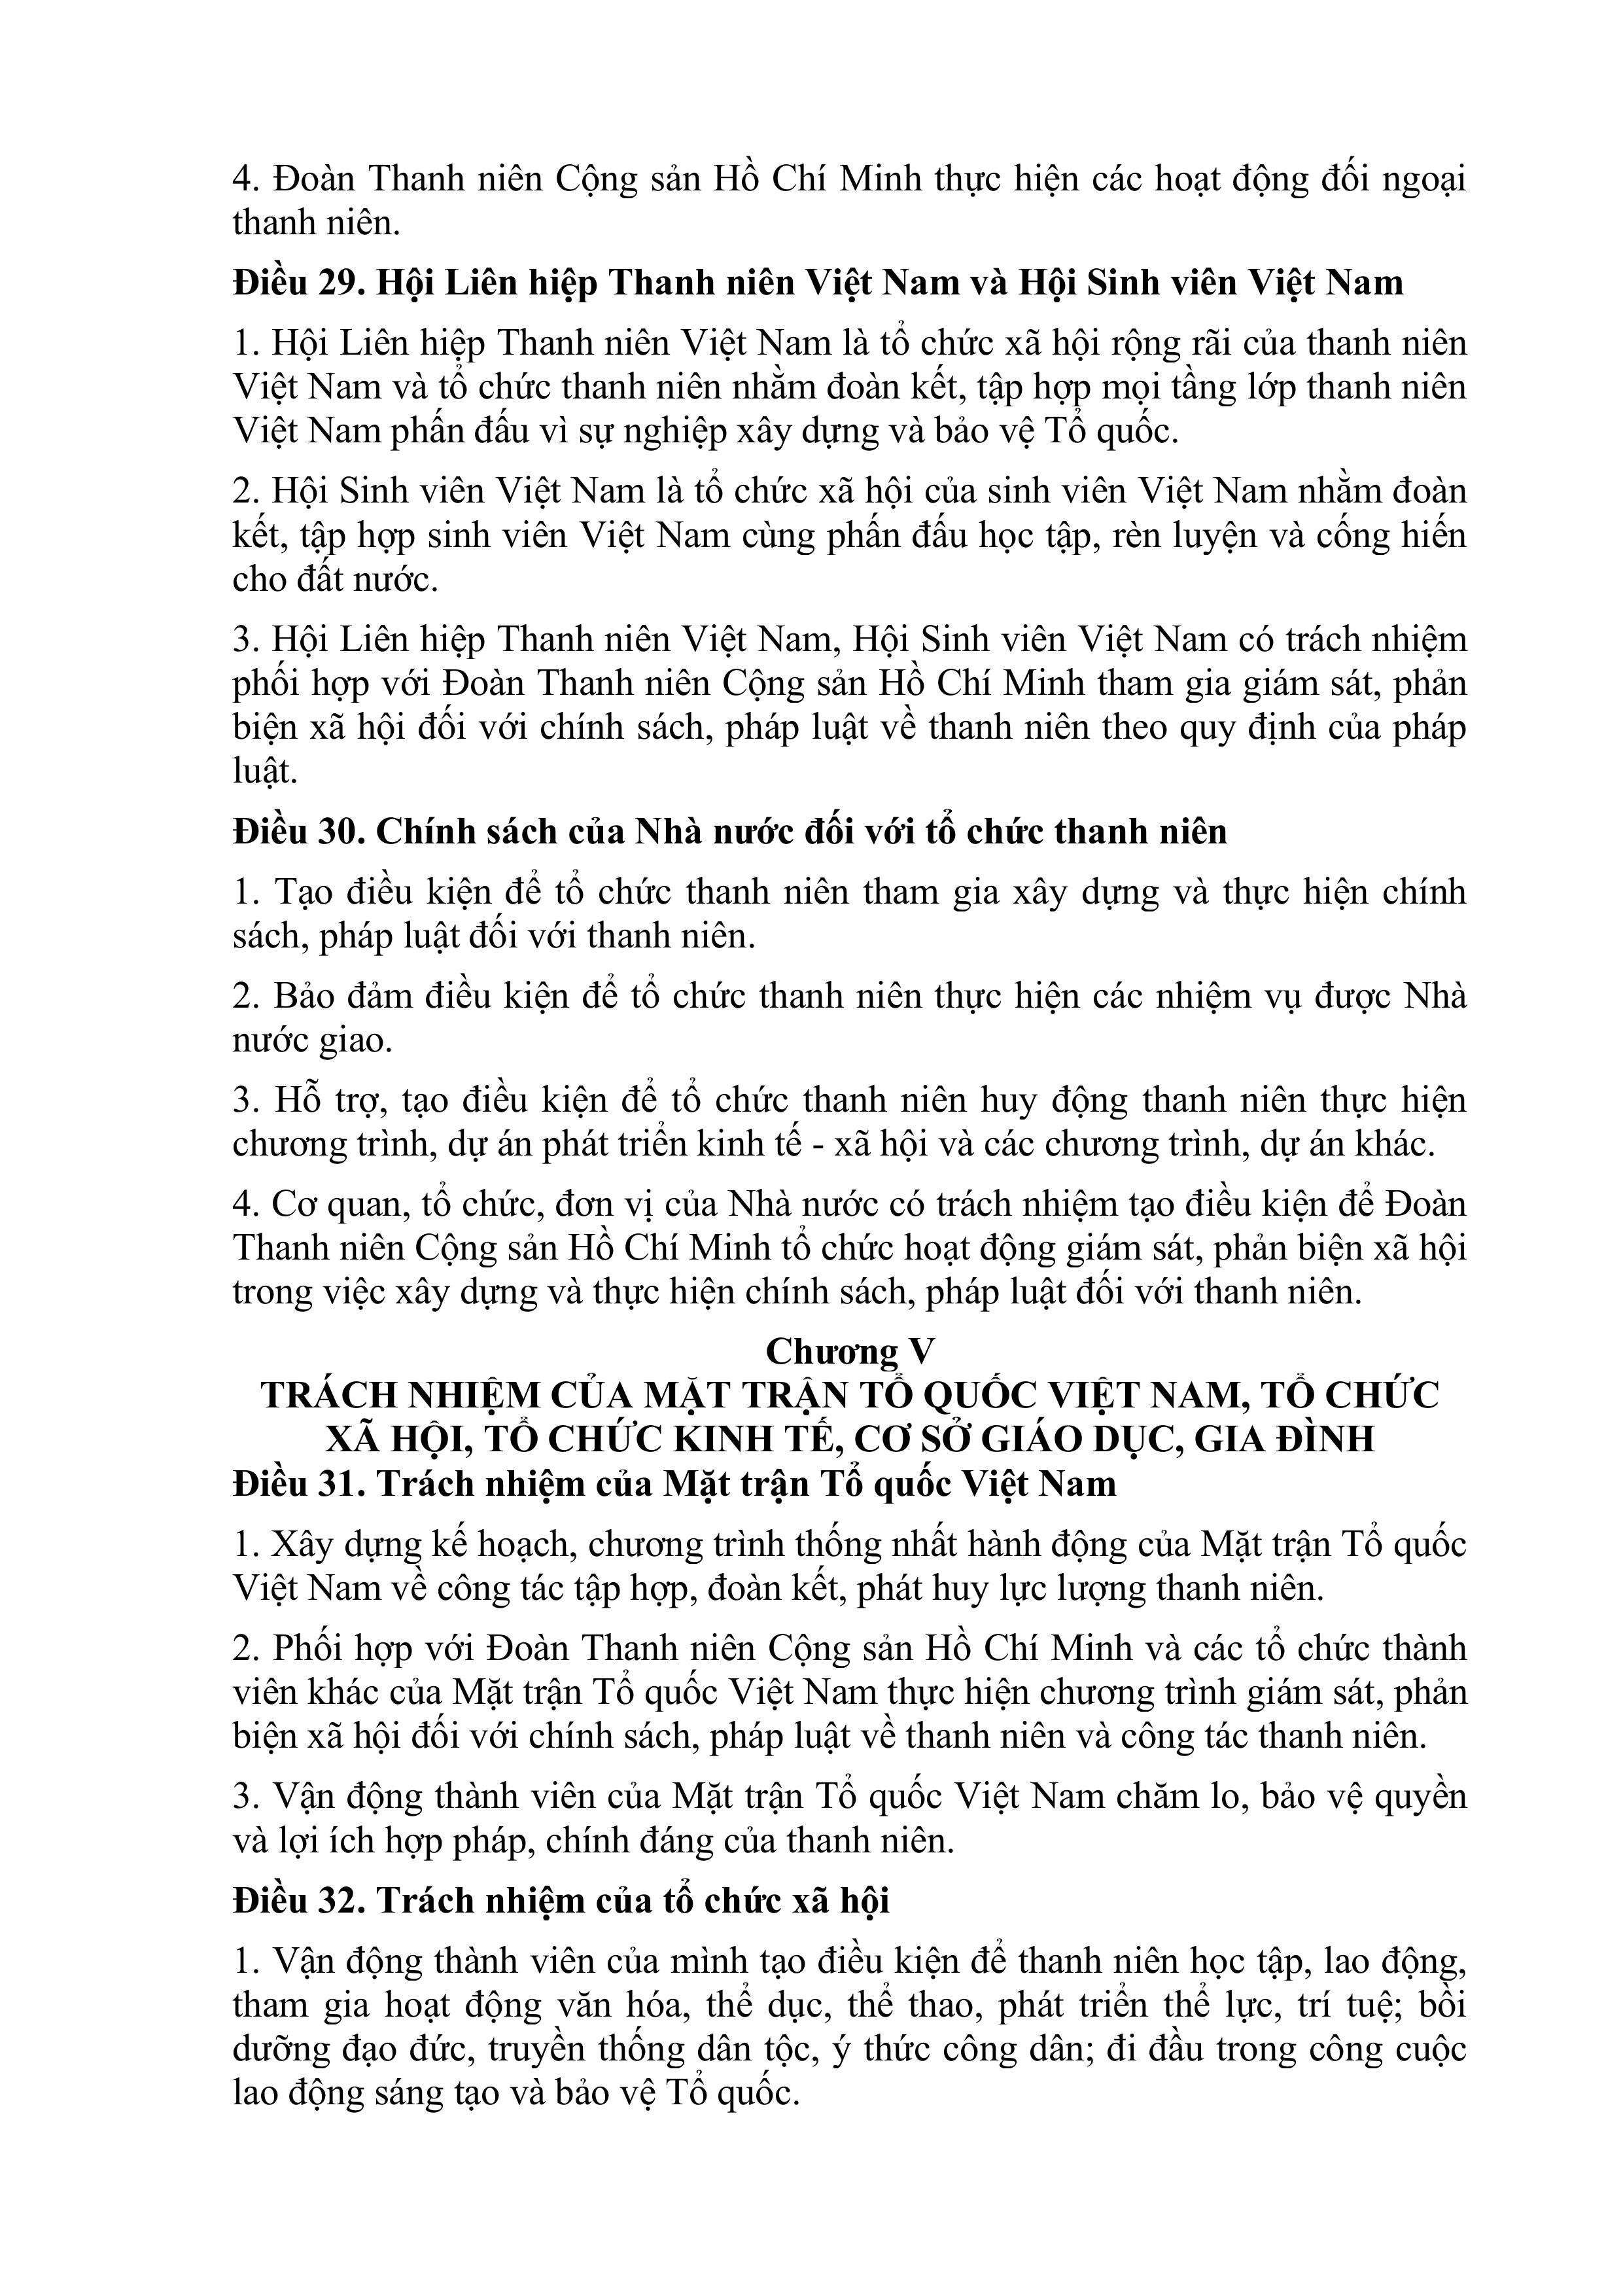 4. Đoàn Thanh niên Cộng sản Hồ Chí Minh thực hiện các hoạt động đối ngoại
thanh niên.
Điều 29. Hội Liên hiệp Thanh niên Việt Nam và Hội Sinh viên Việt Nam
1. Hội Liên hiệp Thanh niên Việt Nam là tổ chức xã hội rộng rãi của thanh niên
Việt Nam và tổ chức thanh niên nhằm đoàn kết, tập hợp mọi tầng lớp thanh niên
Việt Nam phấn đấu vì sự nghiệp xây dựng và bảo vệ Tổ quốc.
2. Hội Sinh viên Việt Nam là tổ chức xã hội của sinh viên Việt Nam nhằm đoàn
kết, tập hợp sinh viên Việt Nam cùng phấn đấu học tập, rèn luyện và cống hiến
cho đất nước.
3. Hội Liên hiệp Thanh niên Việt Nam, Hội Sinh viên Việt Nam có trách nhiệm
phối hợp với Đoàn Thanh niên Cộng sản Hồ Chí Minh tham gia giám sát, phản
biện xã hội đối với chính sách, pháp luật về thanh niên theo quy định của pháp
luật.
Điều 30. Chính sách của Nhà nước đối với tổ chức thanh niên
1. Tạo điều kiện để tổ chức thanh niên tham gia xây dựng và thực hiện chính
sách, pháp luật đối với thanh niên.
2. Bảo đảm điều kiện để tổ chức thanh niên thực hiện các nhiệm vụ được Nhà
nước giao.
3. Hỗ trợ, tạo điều kiện để tổ chức thanh niên huy động thanh niên thực hiện
chương trình, dự án phát triển kinh tế - xã hội và các chương trình, dự án khác.
4. Cơ quan, tổ chức, đơn vị của Nhà nước có trách nhiệm tạo điều kiện để Đoàn
Thanh niên Cộng sản Hồ Chí Minh tổ chức hoạt động giám sát, phản biện xã hội
trong việc xây dựng và thực hiện chính sách, pháp luật đối với thanh niên.
Chương V
TRÁCH NHIỆM CỦA MẶT TRẬN TỔ QUỐC VIỆT NAM, TỔ CHỨC
XÃ HỘI, TỔ CHỨC KINH TẾ, CƠ SỞ GIÁO DỤC, GIA ĐÌNH
Điều 31. Trách nhiệm của Mặt trận Tổ quốc Việt Nam
1. Xây dựng kế hoạch, chương trình thống nhất hành động của Mặt trận Tổ quốc
Việt Nam về công tác tập hợp, đoàn kết, phát huy lực lượng thanh niên.
2. Phối hợp với Đoàn Thanh niên Cộng sản Hồ Chí Minh và các tổ chức thành
viên khác của Mặt trận Tổ quốc Việt Nam thực hiện chương trình giám sát, phản
biện xã hội đối với chính sách, pháp luật về thanh niên và công tác thanh niên.
3. Vận động thành viên của Mặt trận Tổ quốc Việt Nam chăm lo, bảo vệ quyền
và lợi ích hợp pháp, chính đáng của thanh niên.
Điều 32. Trách nhiệm của tổ chức xã hội
1. Vận động thành viên của mình tạo điều kiện để thanh niên học tập, lao động,
tham gia hoạt động văn hóa, thể dục, thể thao, phát triển thể lực, trí tuệ; bồi
dưỡng đạo đức, truyền thống dân tộc, ý thức công dân; đi đầu trong công cuộc
lao động sáng tạo và bảo vệ Tổ quốc.